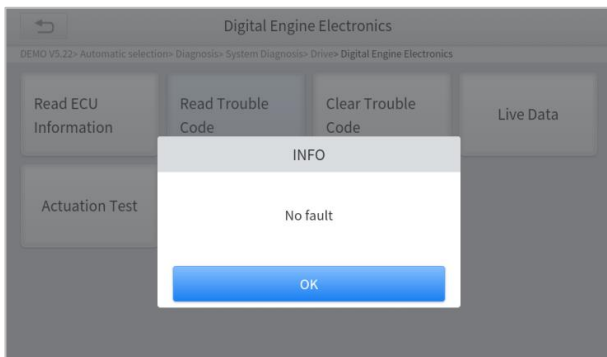 Digital Engine Electronics
DEMO V5.22> Automatic selection> Diagnosis> System Diagnosis> Drive> Digital Engine Electronics
Read ECU
Information
Read Trouble
Code
Clear Trouble
Code
Live Data
Actuation Test
INFO
No fault
OK